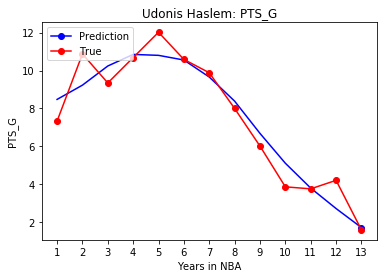 Udonis Haslem: PTS_G
Prediction
True
PTS_G
12
10
8
6
4
2
1 2 3 4 5 6 7 8 9 10 11 12 13
Years in NBA